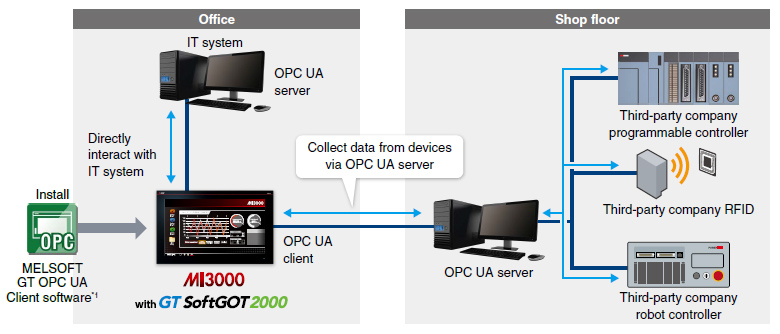 Office
Shop floor
IT system
OPC UA
server
Directly
interact with
IT system
Collect data from devices
via OPC UA server
Third-party company
programmable controller
Install
OPC
MELSOFT
GT OPC UA
Client software*1
MI3000
OPC UA
client
MI3000
with GT SoftGOT2000
OPC UA server
Third-party company RFID
Third-party company
robot controller